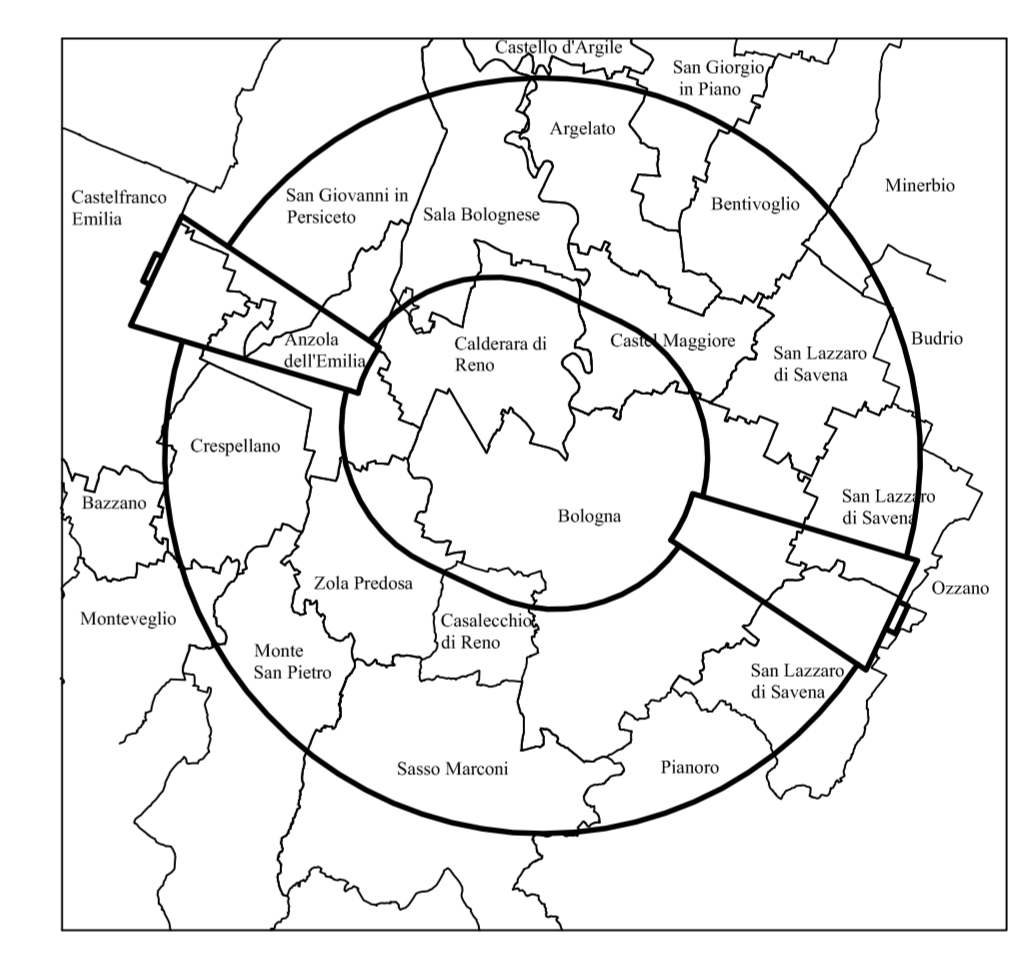 Castello d'Argile
San Giorgio
in Piano
Argelato
Castelfranco
Emilia
San Giovanni in
Persiceto
Sala Bolognese
Bentivoglio
Minerbio
Anzola
dell'Emilia
Calderara di
Reno
Castel Maggiore
San Lazzaro
di Savena
Budrio
Crespellano
Bazzano
Bologna
San Lazzaro
di Savena
Monteveglio
Zola Predosa
Casalecchio
di Reno
Ozzano
Monte
San Pietro
San Lazzaro
di Savena
Sasso Marconi
Pianoro